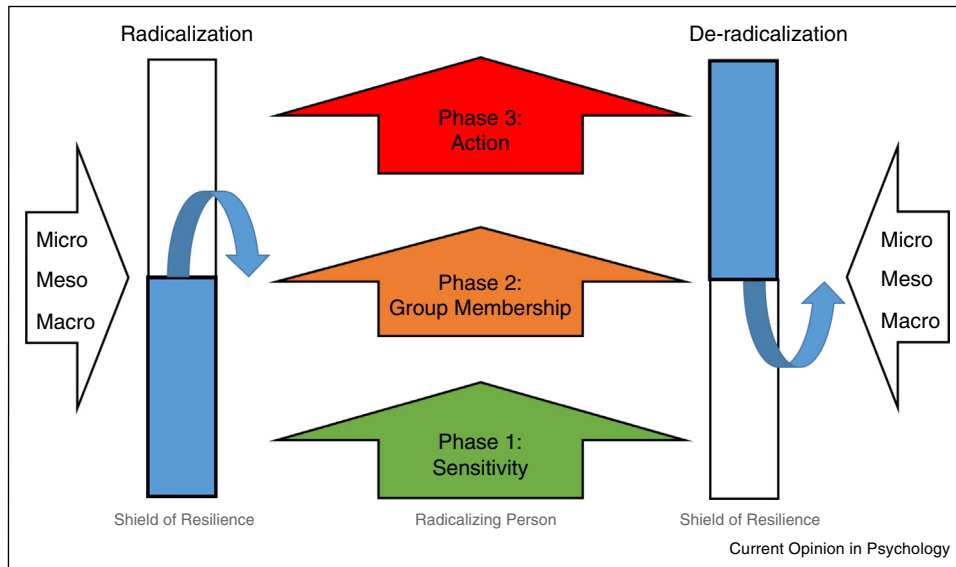 Radicalization
De-radicalization
Phase 3:
Action
Micro
Meso
Macro
Phase 2:
Group Membership
Micro
Meso
Macro
Phase 1:
Sensitivity
Shield of Resilience
Radicalizing Person
Shield of Resilience
Current Opinion in Psychology